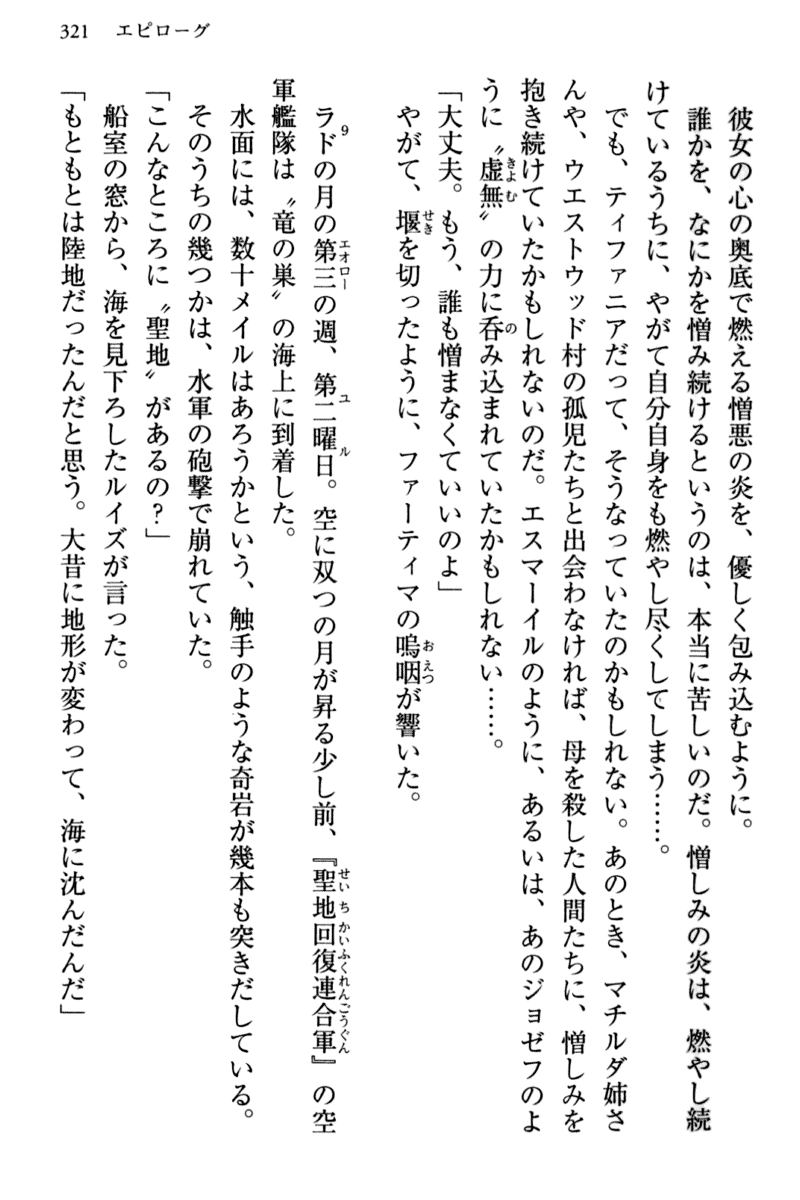 321 エピローグ
彼女の心の奥底で燃える憎悪の炎を、優しく包み込むように。
誰かを、なにかを憎み続けるというのは、本当に苦しいのだ。憎しみの炎は、燃やし続
けているうちに、やがて自分自身をも燃やし尽くしてしまう……。
でも、ティファニアだって、そうなっていたのかもしれない。あのとき、マチルダ姉さ
んや、ウエストウッド村の孤児たちと出会わなければ、母を殺した人間たちに、憎しみを
抱き続けていたかもしれないのだ。エスマーイルのように、あるいは、あのジョゼフのよ
うに〝虚無〟の力に呑み込まれていたかもしれない……。
「大丈夫。もう、誰も憎まなくていいのよ」
やがて、堰を切ったように、ファーティマの嗚咽が響いた。
ラドの月の第三の週、第二曜日。空に双つの月が昇る少し前、『聖地回復連合軍』の空
軍艦隊は〝竜の巣〟の海上に到着した。
水面には、数十メイルはあろうかという、触手のような奇岩が幾本も突きだしている。
そのうちの幾つかは、水軍の砲撃で崩れていた。
「こんなところに〝聖地〟があるの？」
船室の窓から、海を見下ろしたルイズが言った。
「もともとは陸地だったんだと思う。大昔に地形が変わって、海に沈んだんだ」